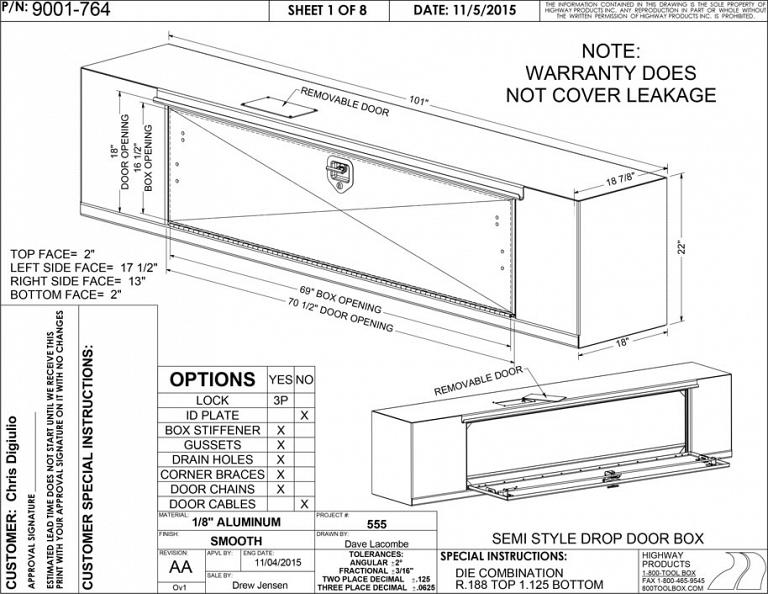 P/N: 9001-764
SHEET 1 OF 8
DATE: 11/5/2015
THE INFORMATION CONTAINED IN THIS DRAWING IS THE SOLE PROPERTY OF
HIGHWAY PRODUCTS INC. ANY REPRODUCTION IN PART OR WHOLE WITHOUT
THE WRITTEN PERMISSION OF HIGHWAY PRODUCTS INC. IS PROHIBITED.
NOTE:
WARRANTY DOES
NOT COVER LEAKAGE
REMOVABLE DOOR
101"
18"
DOOR OPENING
16 1/2"
BOX OPENING
18 7/8"
22"
18"
69" BOX OPENING
70 1/2" DOOR OPENING
TOP FACE= 2"
LEFT SIDE FACE= 17 1/2"
RIGHT SIDE FACE= 13"
BOTTOM FACE= 2"
CUSTOMER: Chris Digiulio
APPROVAL SIGNATURE
ESTIMATED LEAD TIME DOES NOT START UNTIL WE RECEIVE THIS
PRINT WITH YOUR APPROVAL SIGNATURE ON IT WITH NO CHANGES
CUSTOMER SPECIAL INSTRUCTIONS:
OPTIONS YES NO
LOCK 3P
ID PLATE X
BOX STIFFENER X
GUSSETS X
DRAIN HOLES X
CORNER BRACES X
DOOR CHAINS X
DOOR CABLES X
MATERIAL:
1/8" ALUMINUM
PROJECT #:
555
FINISH:
SMOOTH
DRAWN BY:
Dave Lacombe
REVISION:
AA
Ov1
APVL BY:
ENG DATE:
11/04/2015
SALE BY:
Drew Jensen
TOLERANCES:
ANGULAR ±2°
FRACTIONAL ±3/16"
TWO PLACE DECIMAL ±.125
THREE PLACE DECIMAL ±.0625
REMOVABLE DOOR
SEMI STYLE DROP DOOR BOX
SPECIAL INSTRUCTIONS:
DIE COMBINATION
R.188 TOP 1.125 BOTTOM
HIGHWAY
PRODUCTS
1-800-TOOL BOX
FAX 1-800-465-9545
800TOOLBOX.COM